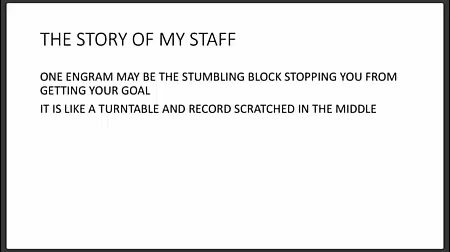 THE STORY OF MY STAFF
ONE ENGRAM MAY BE THE STUMBLING BLOCK STOPPING YOU FROM
GETTING YOUR GOAL
IT IS LIKE A TURNTABLE AND RECORD SCRATCHED IN THE MIDDLE